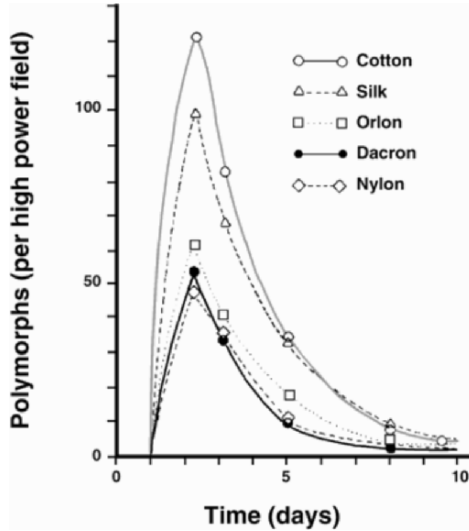 Polymorphs (per high power field)
100
50
0
Cotton
Silk
Orlon
Dacron
Nylon
0
5
10
Time (days)